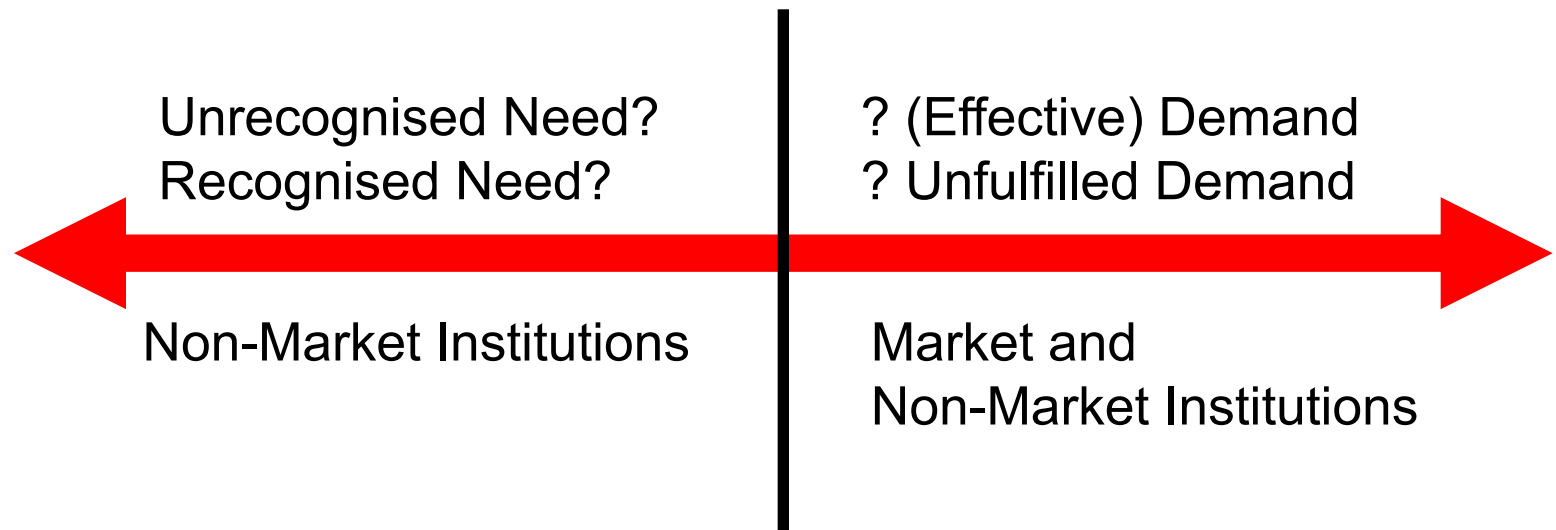 Unrecognised Need?
Recognised Need?
? (Effective) Demand
? Unfulfilled Demand
Non-Market Institutions
Market and
Non-Market Institutions